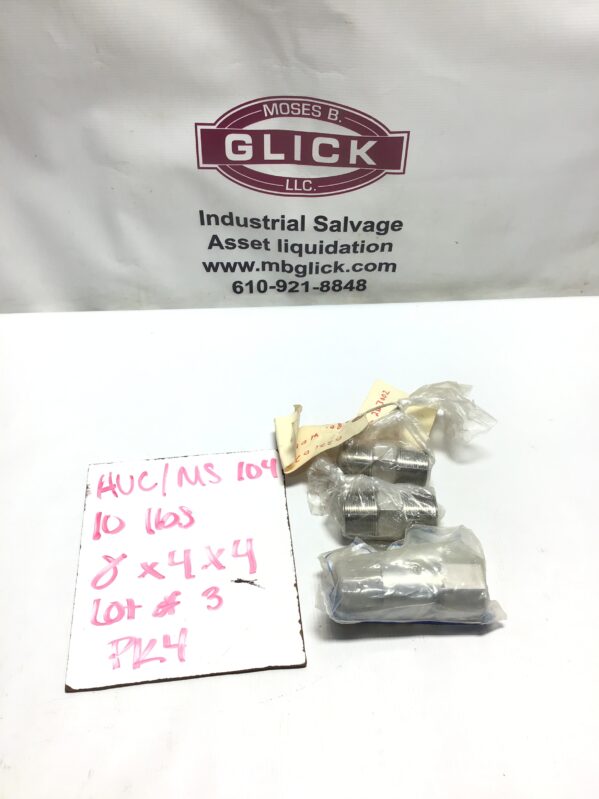 MOSES B.
GLICK
LLC.
Industrial Salvage
Asset liquidation
www.mbglick.com
610-921-8848
HUC/MS 104
10 lbs
8 x 4 x 4
Lot # 3
PK4